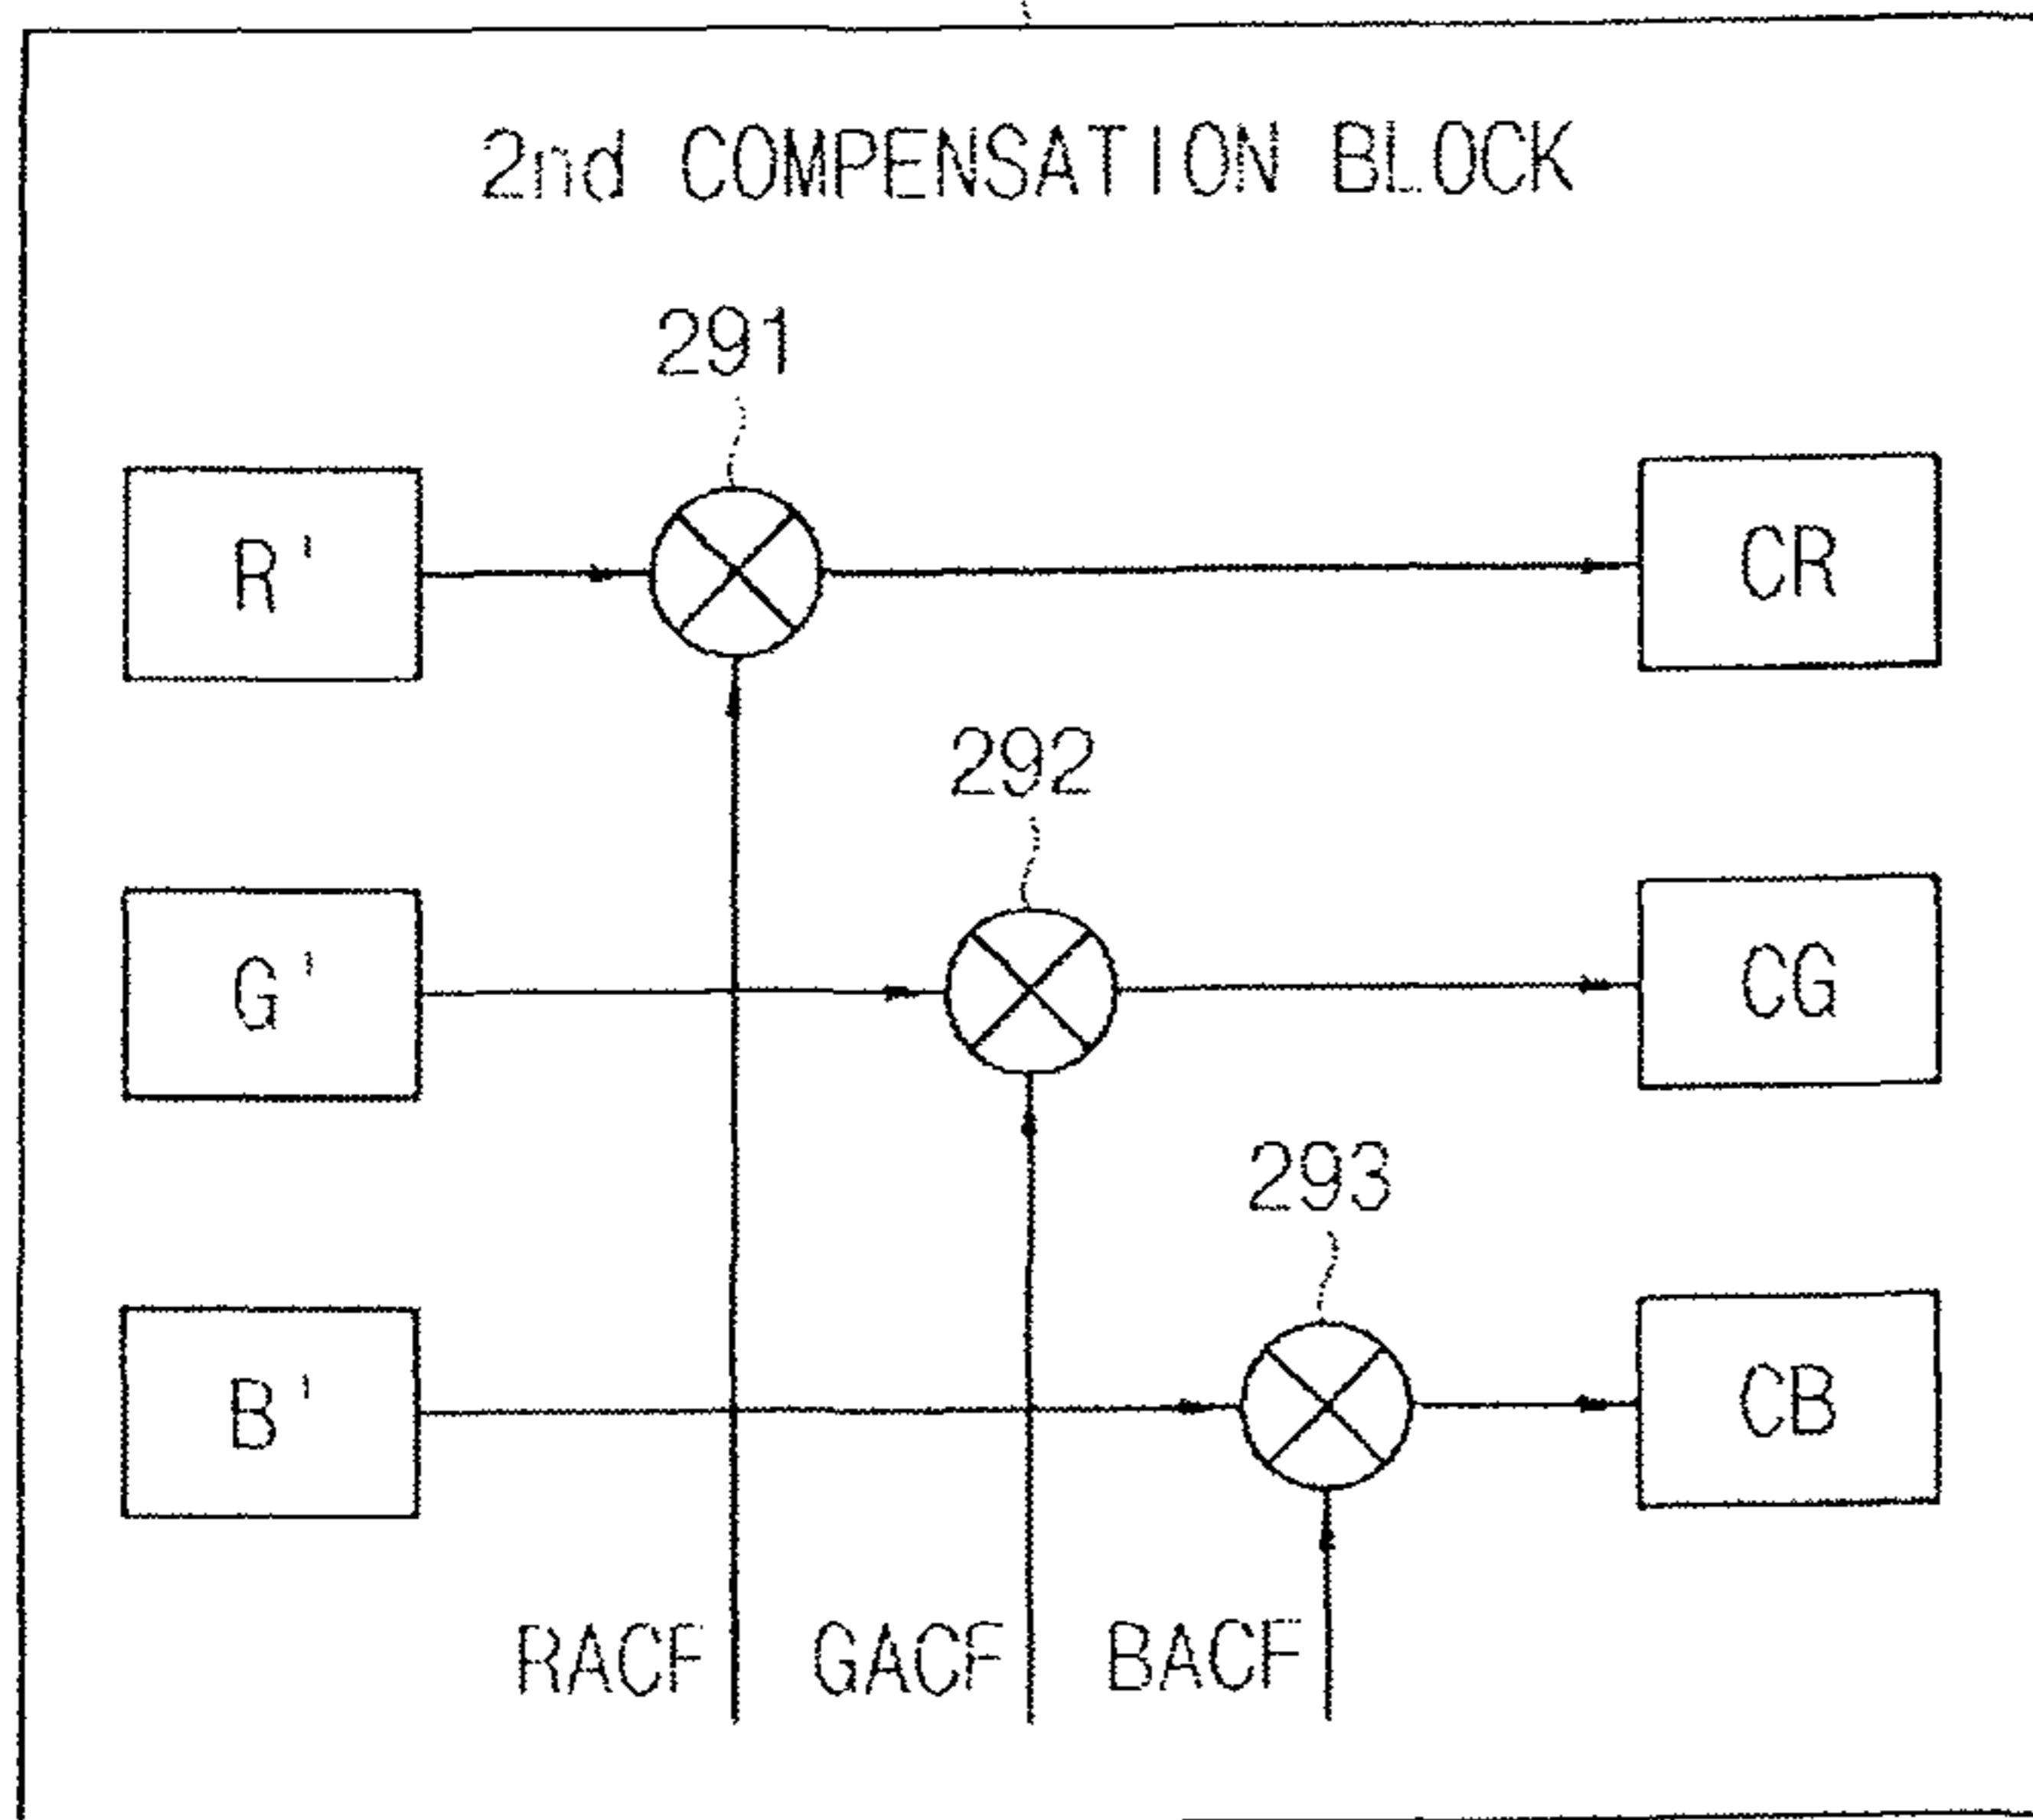 2nd COMPENSATION BLOCK
291
R'
CR
292
G'
CG
293
B'
CB
RACF
GACF
BACF